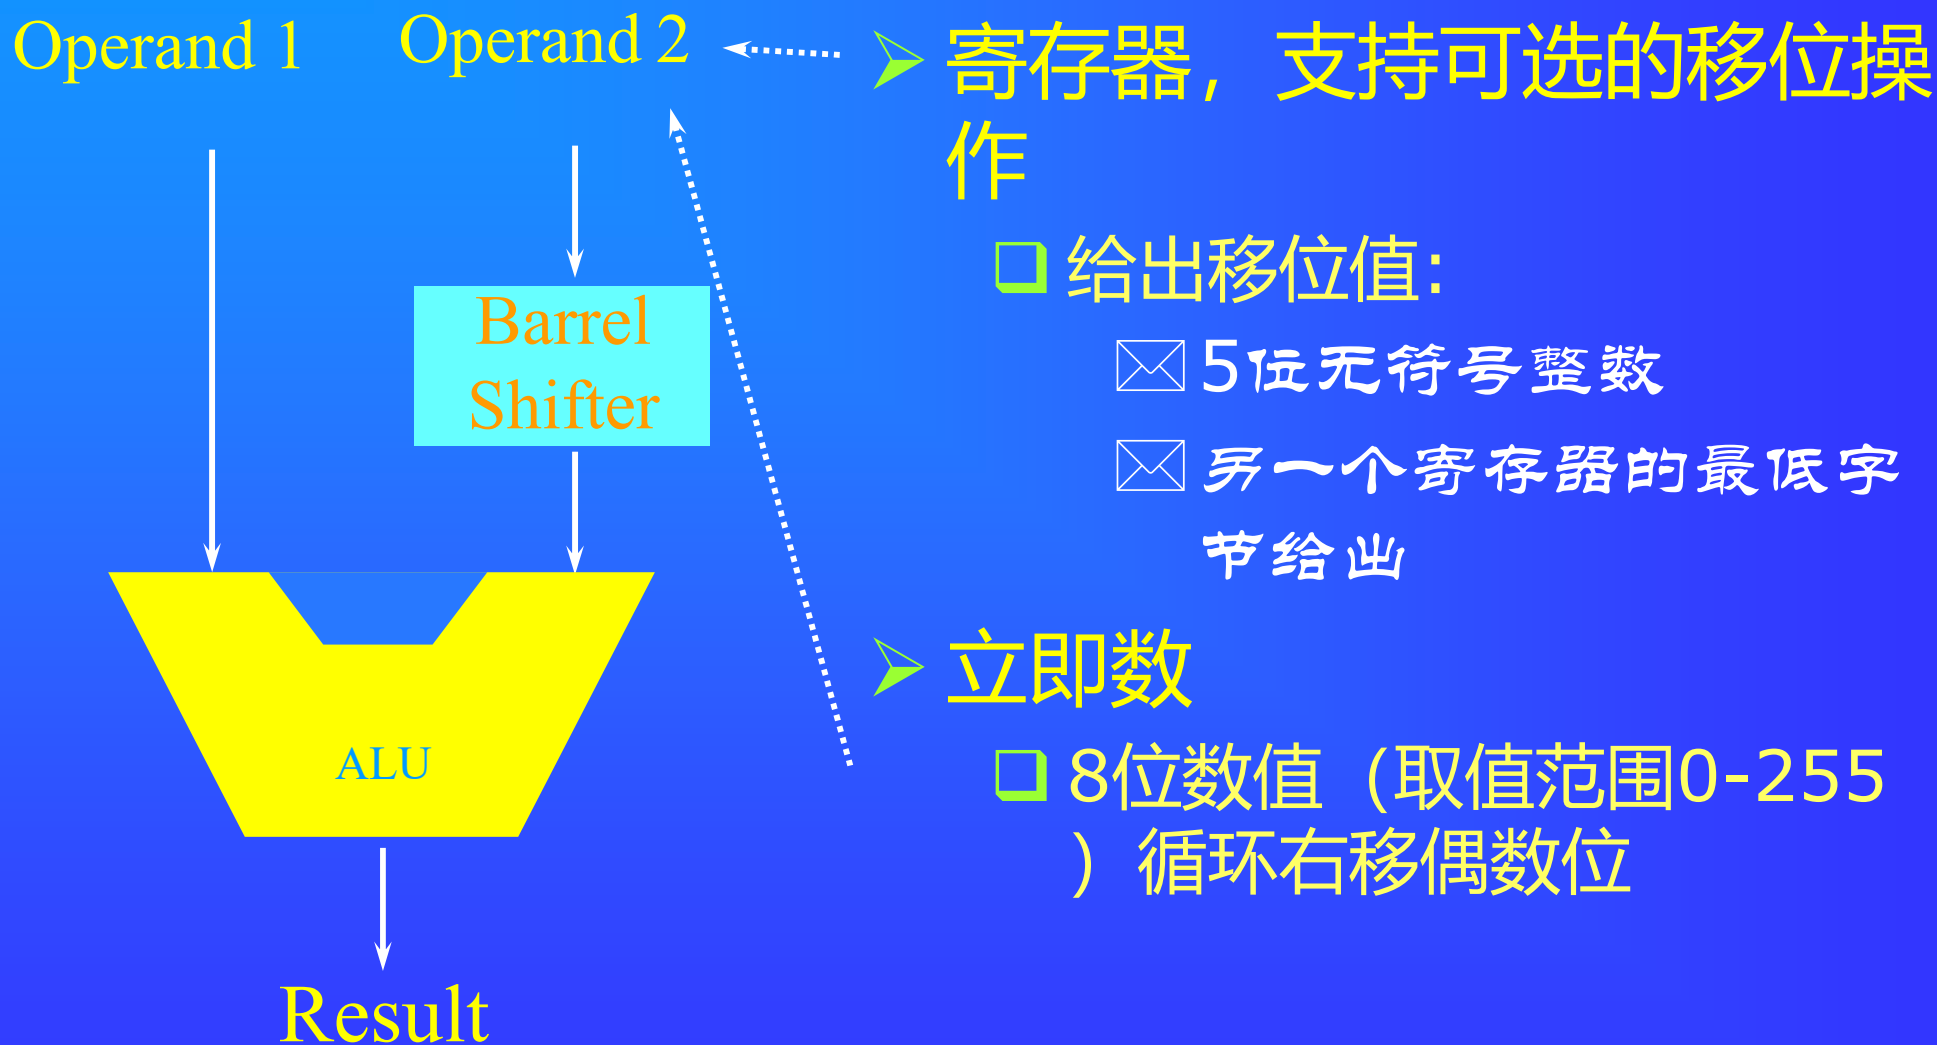 Operand 1
Operand 2
Barrel
Shifter
ALU
Result
寄存器，支持可选的移位操
作
给出移位值:
5位无符号整数
另一个寄存器的最低字
节给出
立即数
8位数值（取值范围0-255
）循环右移偶数位